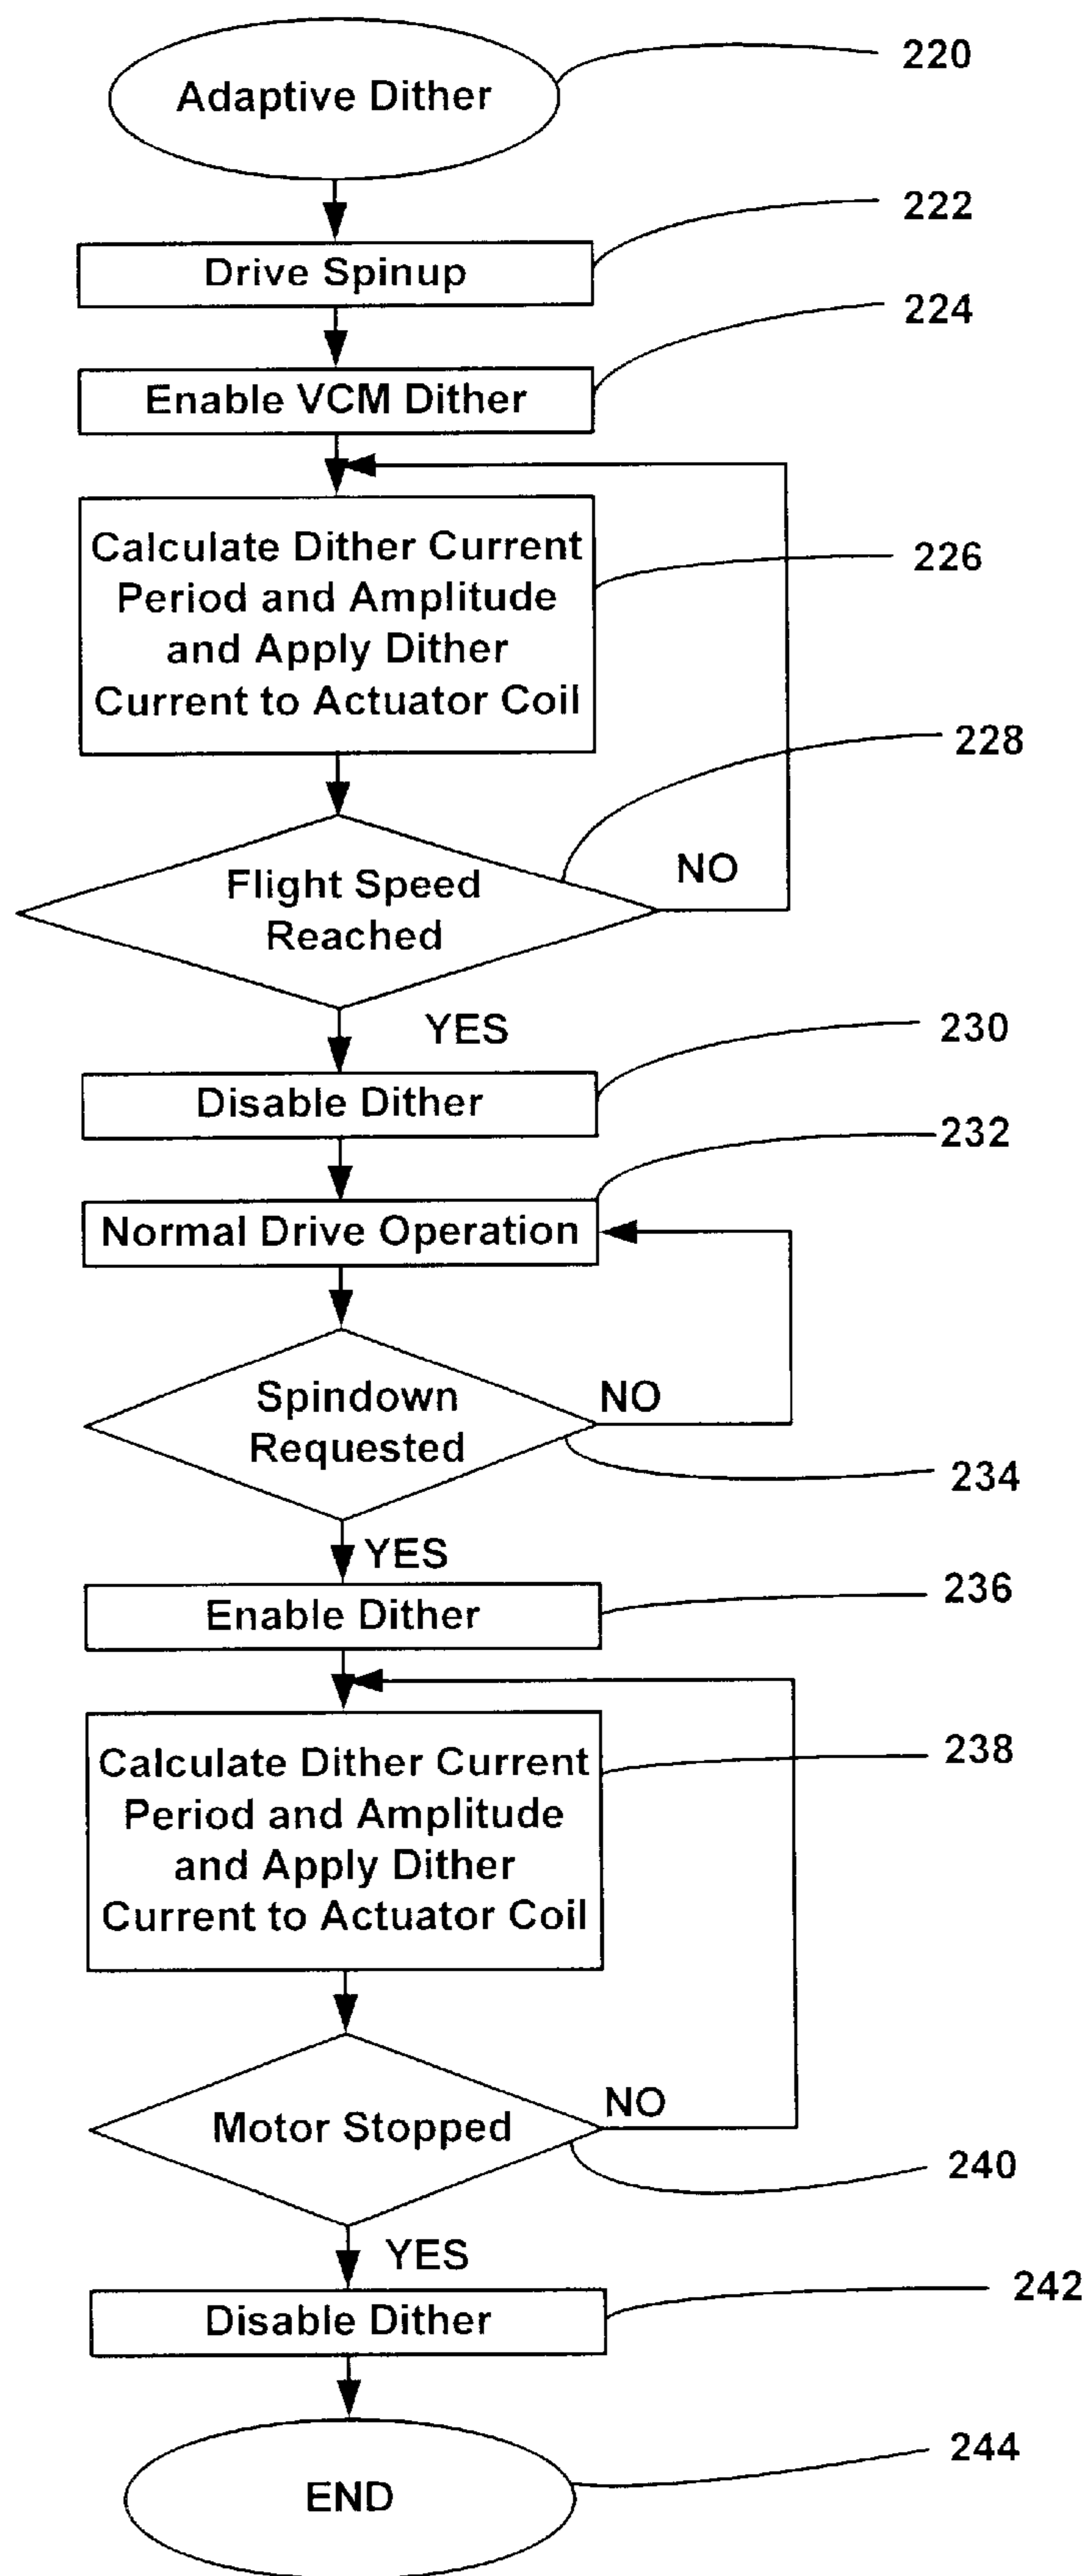 Adaptive Dither
220
Drive Spinup
222
Enable VCM Dither
224
Calculate Dither Current
Period and Amplitude
and Apply Dither
Current to Actuator Coil
226
Flight Speed
Reached
228
NO
YES
Disable Dither
230
Normal Drive Operation
232
Spindown
Requested
NO
234
YES
Enable Dither
236
Calculate Dither Current
Period and Amplitude
and Apply Dither
Current to Actuator Coil
238
Motor Stopped
NO
240
YES
Disable Dither
242
END
244